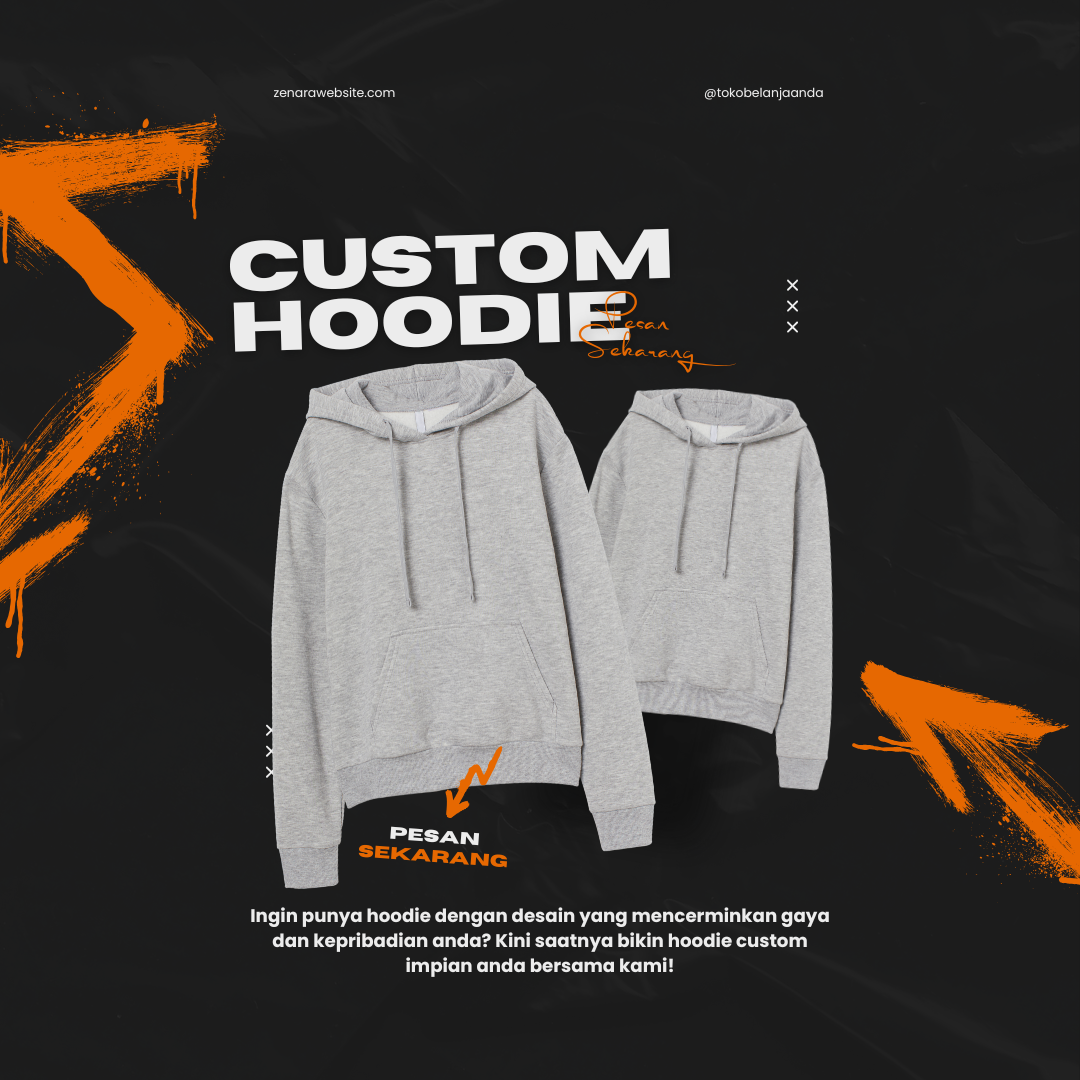 zenarawebsite.com
@tokobelanjaanda
CUSTOM
HOODIE
Pesan
Sekarang
PESAN
SEKARANG
Ingin punya hoodie dengan desain yang mencerminkan gaya
dan kepribadian anda? Kini saatnya bikin hoodie custom
impian anda bersama kami!